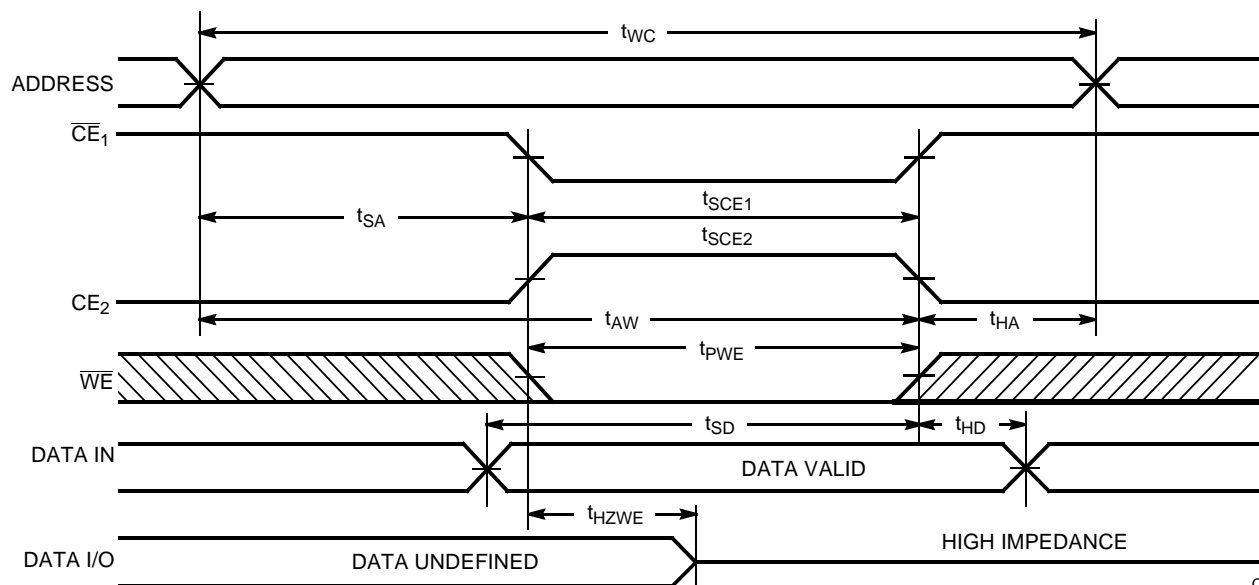 tWC
ADDRESS
CE1
tSA
tSCE1
tSCE2
CE2
tAW
tHA
tPWE
WE
tSD
tHD
DATA IN
DATA VALID
tHZWE
DATA I/O
DATA UNDEFINED
HIGH IMPEDANCE